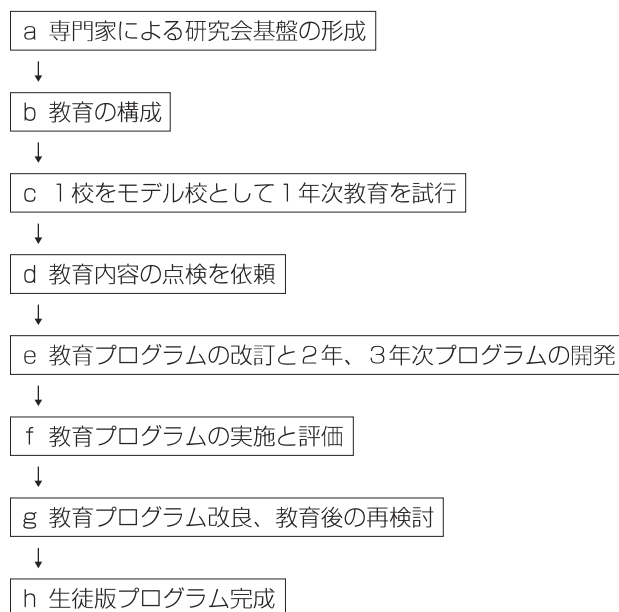 a 専門家による研究会基盤の形成
↓
b 教育の構成
↓
c 1校をモデル校として1年次教育を試行
↓
d 教育内容の点検を依頼
↓
e 教育プログラムの改訂と2年、3年次プログラムの開発
↓
f 教育プログラムの実施と評価
↓
g 教育プログラム改良、教育後の再検討
↓
h 生徒版プログラム完成